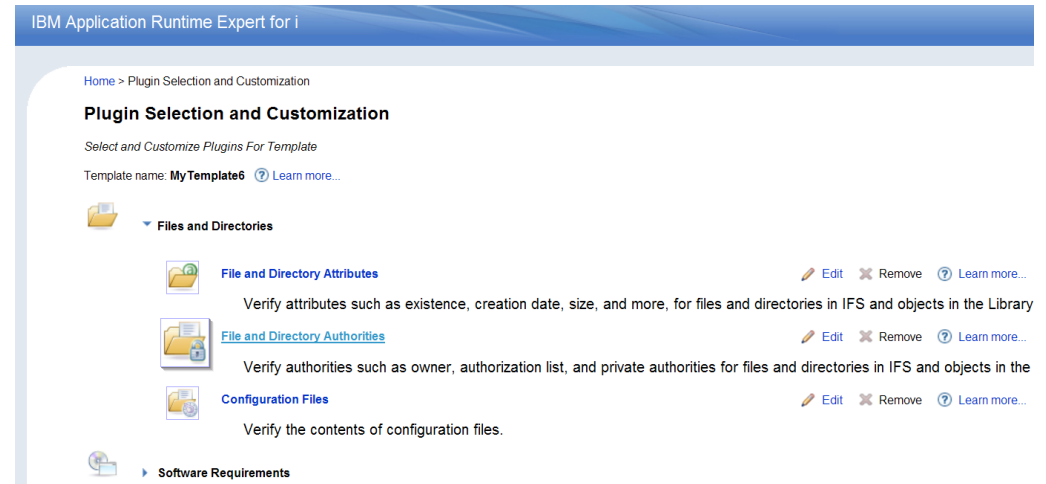 IBM Application Runtime Expert for i
Home > Plugin Selection and Customization
Plugin Selection and Customization
Select and Customize Plugins For Template
Template name: MyTemplate6 Learn more...
Files and Directories
File and Directory Attributes Edit Remove Learn more...
Verify attributes such as existence, creation date, size, and more, for files and directories in IFS and objects in the Library
File and Directory Authorities Edit Remove Learn more...
Verify authorities such as owner, authorization list, and private authorities for files and directories in IFS and objects in the
Configuration Files Edit Remove Learn more...
Verify the contents of configuration files.
Software Requirements